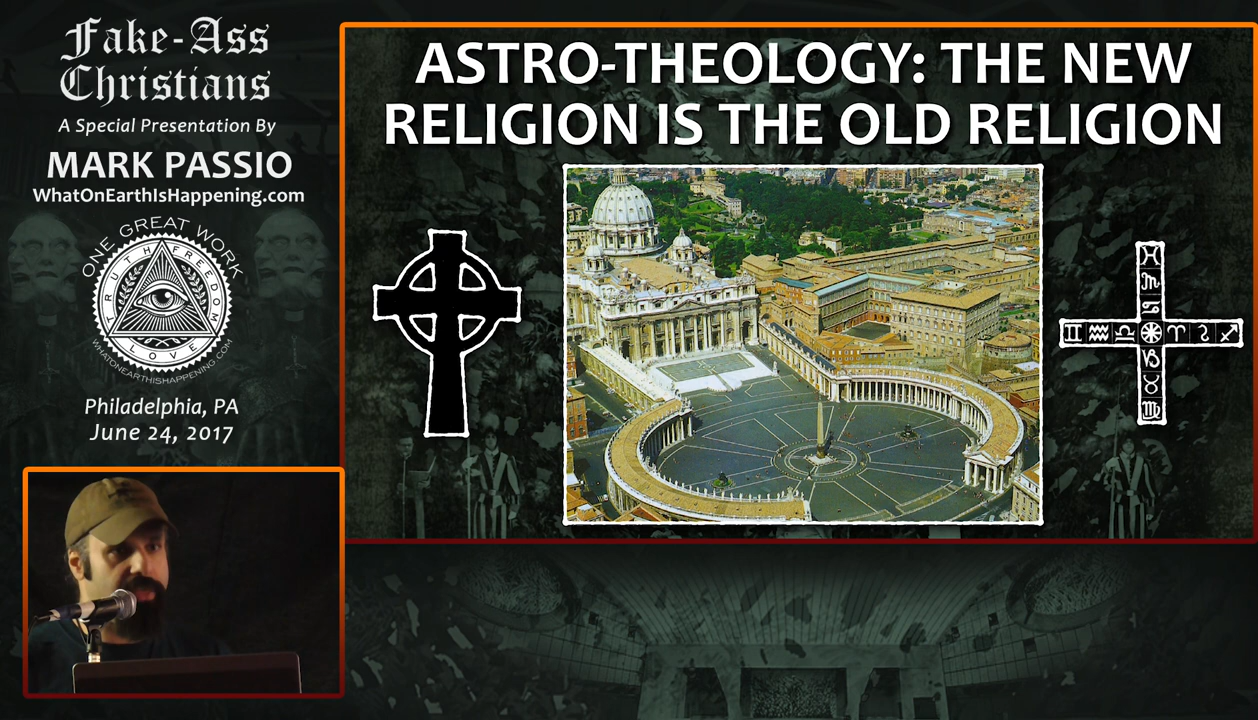 Fake-Ass
Christians
A Special Presentation By
MARK PASSIO
WhatOnEarthIsHappening.com
ONE GREAT WORK
TRUTH FREEDOM
LOVE
WHATONEARTHISHAPPENING.COM
Philadelphia, PA
June 24, 2017
ASTRO-THEOLOGY: THE NEW
RELIGION IS THE OLD RELIGION